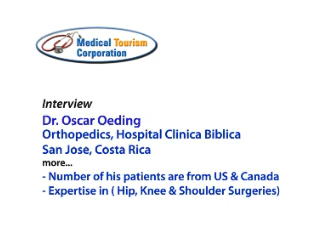 Medical Tourism
Corporation
Interview
Dr. Oscar Oeding
Orthopedics, Hospital Clinica Biblica
San Jose, Costa Rica
more...
- Number of his patients are from US & Canada
- Expertise in ( Hip, Knee & Shoulder Surgeries)